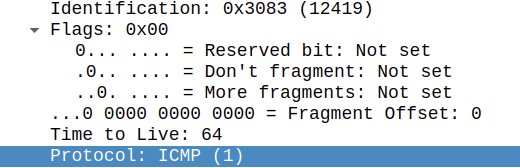 Identification: 0x3083 (12419)
Flags: 0x00
0... .... = Reserved bit: Not set
.0.. .... = Don't fragment: Not set
..0. .... = More fragments: Not set
...0 0000 0000 0000 = Fragment Offset: 0
Time to Live: 64
Protocol: ICMP (1)